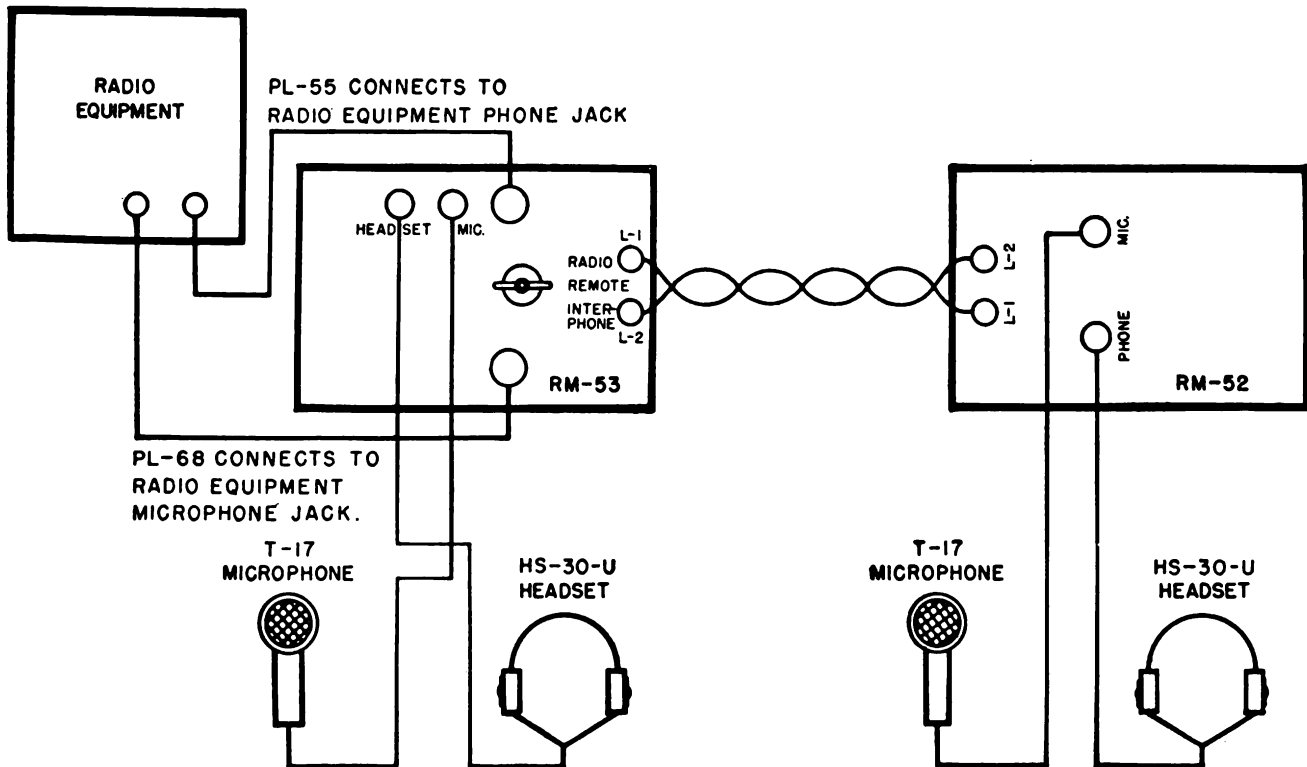 RADIO
EQUIPMENT
PL-55 CONNECTS TO
RADIO EQUIPMENT PHONE JACK
HEADSET
MIC.
L-1
RADIO
REMOTE
INTER-
PHONE
L-2
RM-53
L-2
L-1
MIC.
PHONE
RM-52
PL-68 CONNECTS TO
RADIO EQUIPMENT
MICROPHONE JACK.
T-17
MICROPHONE
HS-30-U
HEADSET
T-17
MICROPHONE
HS-30-U
HEADSET